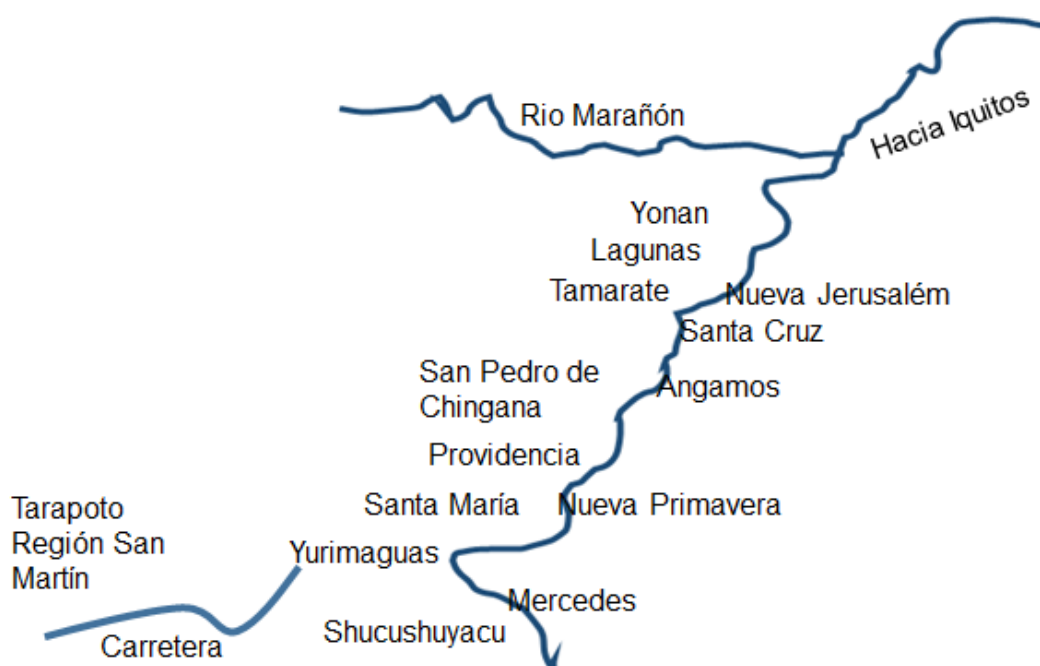 Rio Marañón
Hacia Iquitos
Yonan
Lagunas
Tamarate
Nueva Jerusalém
Santa Cruz
San Pedro de
Chingana
Angamos
Providencia
Santa María
Nueva Primavera
Tarapoto
Región San
Martín
Yurimaguas
Mercedes
Shucushuyacu
Carretera